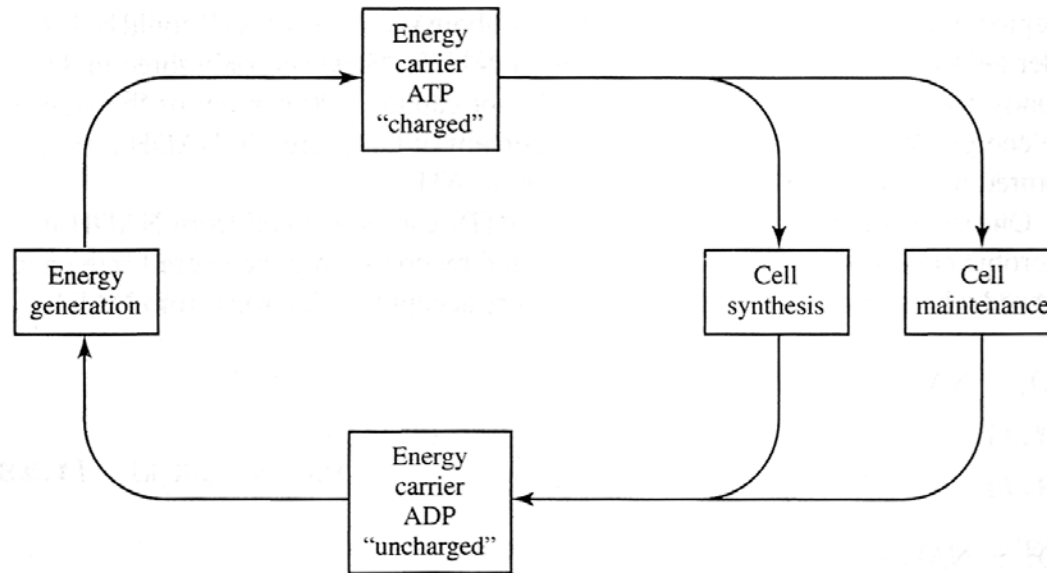 Energy
carrier
ATP
“charged”
Energy
generation
Cell
synthesis
Cell
maintenance
Energy
carrier
ADP
“uncharged”